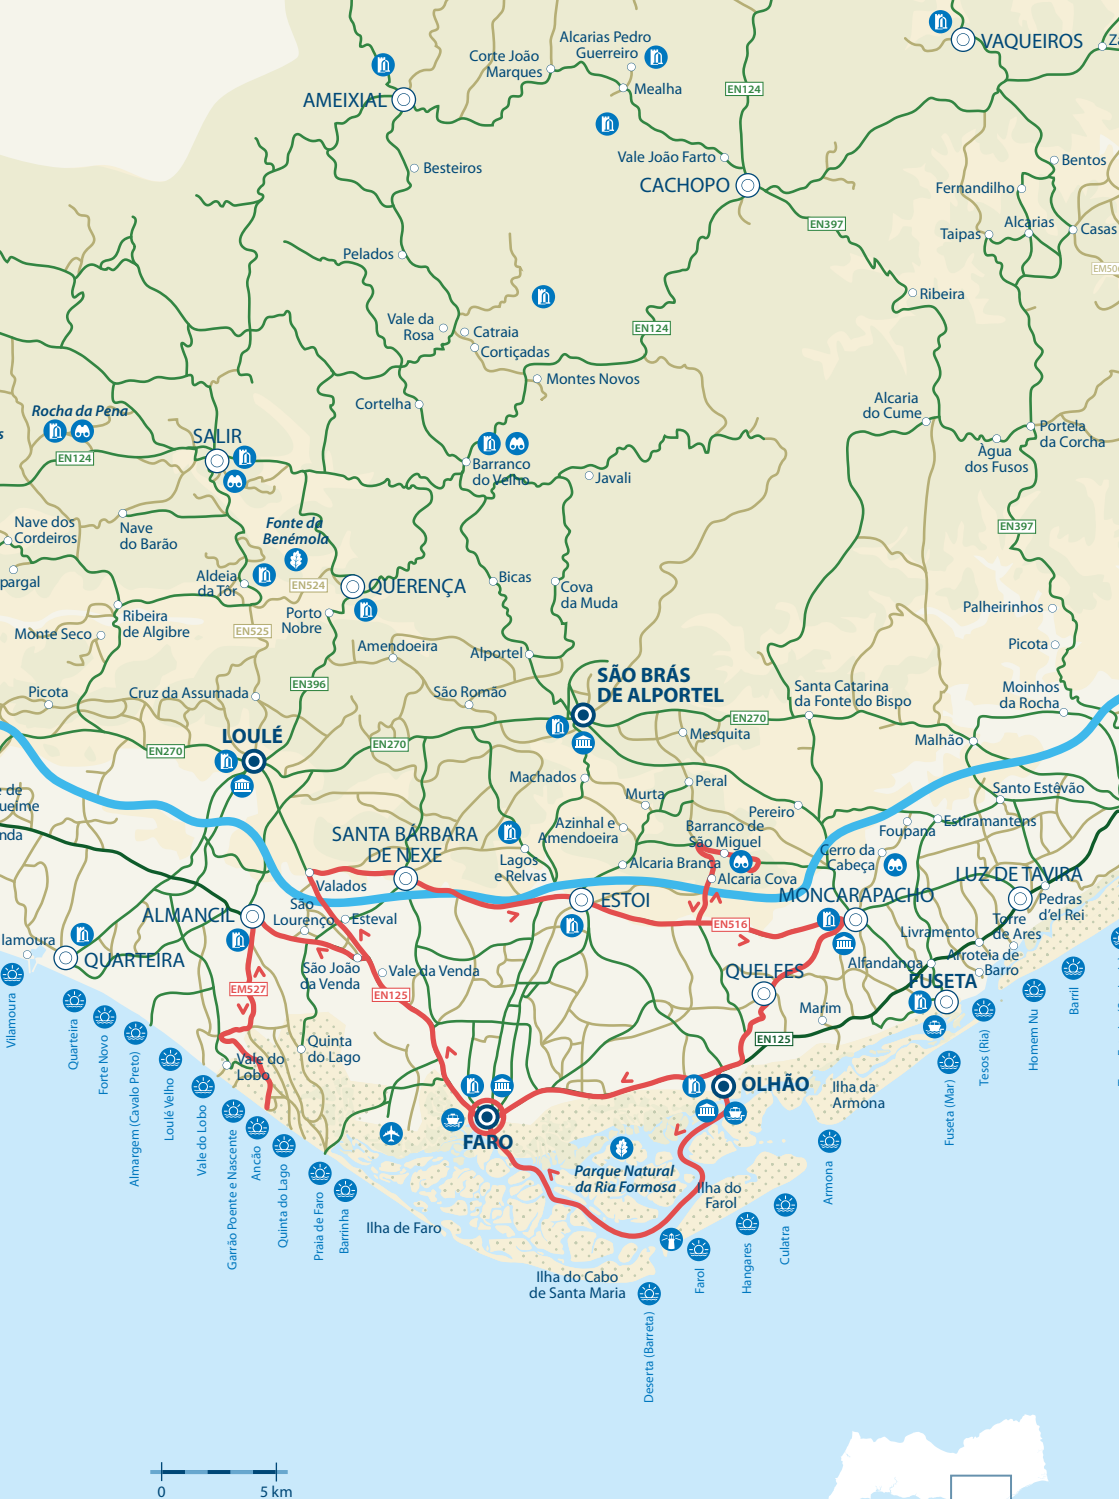 VAQUEIROS
Alcarias Pedro
Guerreiro
Corte João
Marques
Mealha
EN124
AMEIXIAL
Besteiros
Vale João Farto
CACHOPO
Bentos
Fernandilho
Alcarias
Taipas
Casas
EN397
Pelados
Ribeira
Vale da
Rosa
Catraia
Cortiçadas
EN124
Montes Novos
Cortelha
Alcaria
do Cume
Rocha da Pena
SALIR
EN124
Portela
da Corcha
Àgua
dos Fusos
Barranco
do Velho
Javali
Nave dos
Cordeiros
Nave
do Barão
Fonte da
Benémola
EN397
pargal
Aldeia
da Tôr
EN524
QUERENÇA
Bicas
Cova
da Muda
Ribeira
de Algibre
Porto
Nobre
Palheirinhos
Monte Seco
EN525
Amendoeira
Alportel
Picota
EN396
SÃO BRÁS
DE ALPORTEL
Picota
Cruz da Assumada
São Romão
Santa Catarina
da Fonte do Bispo
Moinhos
da Rocha
EN270
LOULÉ
EN270
EN270
Mesquita
Malhão
Machados
Peral
Murta
Santo Estêvão
e de
ueime
nda
Pereiro
Azinhal e
Amendoeira
Barranco de
São Miguel
Foupana
Estiramantens
SANTA BÁRBARA
DE NEXE
Lagos
e Relvas
Alcaria Branca
Alcaria Cova
Cerro da
Cabeça
LUZ DE TAVIRA
Valados
ESTOI
MONCARAPACHO
Pedras
d'el Rei
ALMANCIL
São
Lourenço
Esteval
EN516
Torre
de Ares
Livramento
lamoura
QUARTEIRA
São João
da Venda
Vale da Venda
QUELFES
Alfandanga
Arroteia de
Barro
FUSETA
EM527
EN125
Marim
Quinta
do Lago
EN125
Vale do
Lobo
OLHÃO
Ilha da
Armona
FARO
Parque Natural
da Ria Formosa
Ilha do
Farol
Ilha de Faro
Ilha do Cabo
de Santa Maria
Vilamoura
Quarteira
Forte Novo
Almargem (Cavalo Preto)
Loulé Velho
Vale do Lobo
Garrão Poente e Nascente
Ancão
Quinta do Lago
Praia de Faro
Barrinha
Deserta (Barreta)
Farol
Hangares
Culatra
Armona
Fuseta (Mar)
Tesos (Ria)
Homem Nu
Barril
0
5 km